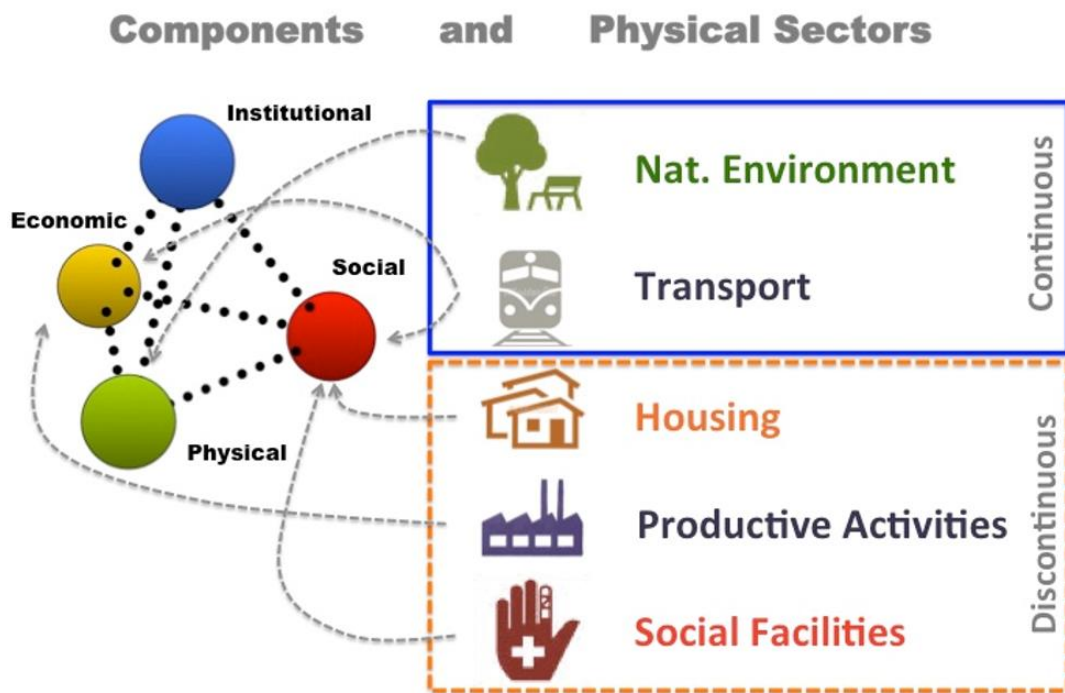 Components and Physical Sectors
Institutional
Economic
Social
Physical
Nat. Environment
Transport
Continuous
Housing
Productive Activities
Social Facilities
Discontinuous